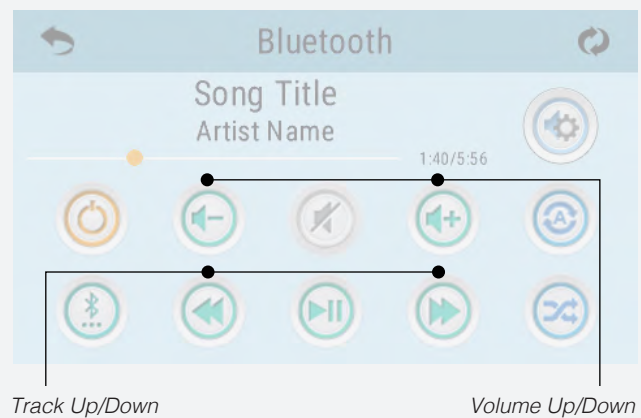 Bluetooth
Song Title
Artist Name
1:40/5:56
A
Track Up/Down
Volume Up/Down